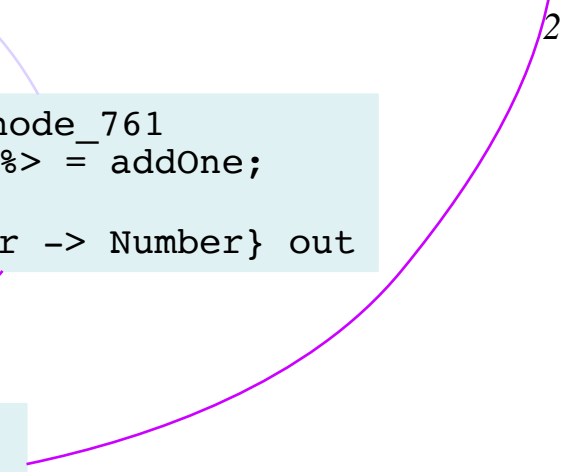 2
node_761
%> = addOne;
r -> Number} out